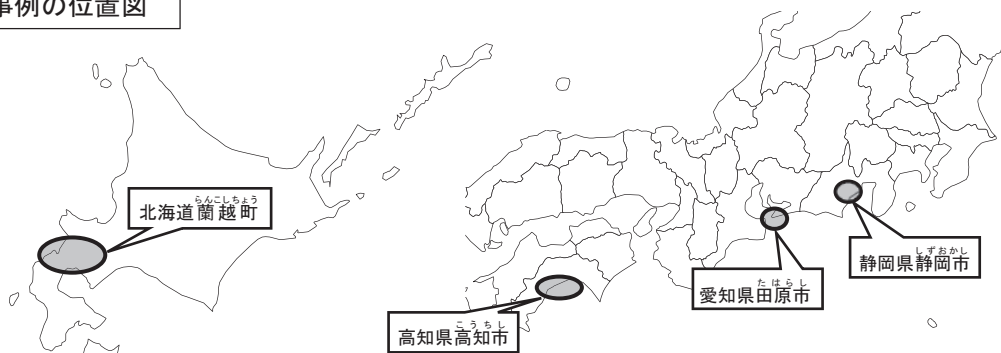 事例の位置図
らんこしちょう
北海道蘭越町
しずおかし
静岡県静岡市
たはらし
愛知県田原市
こうちし
高知県高知市